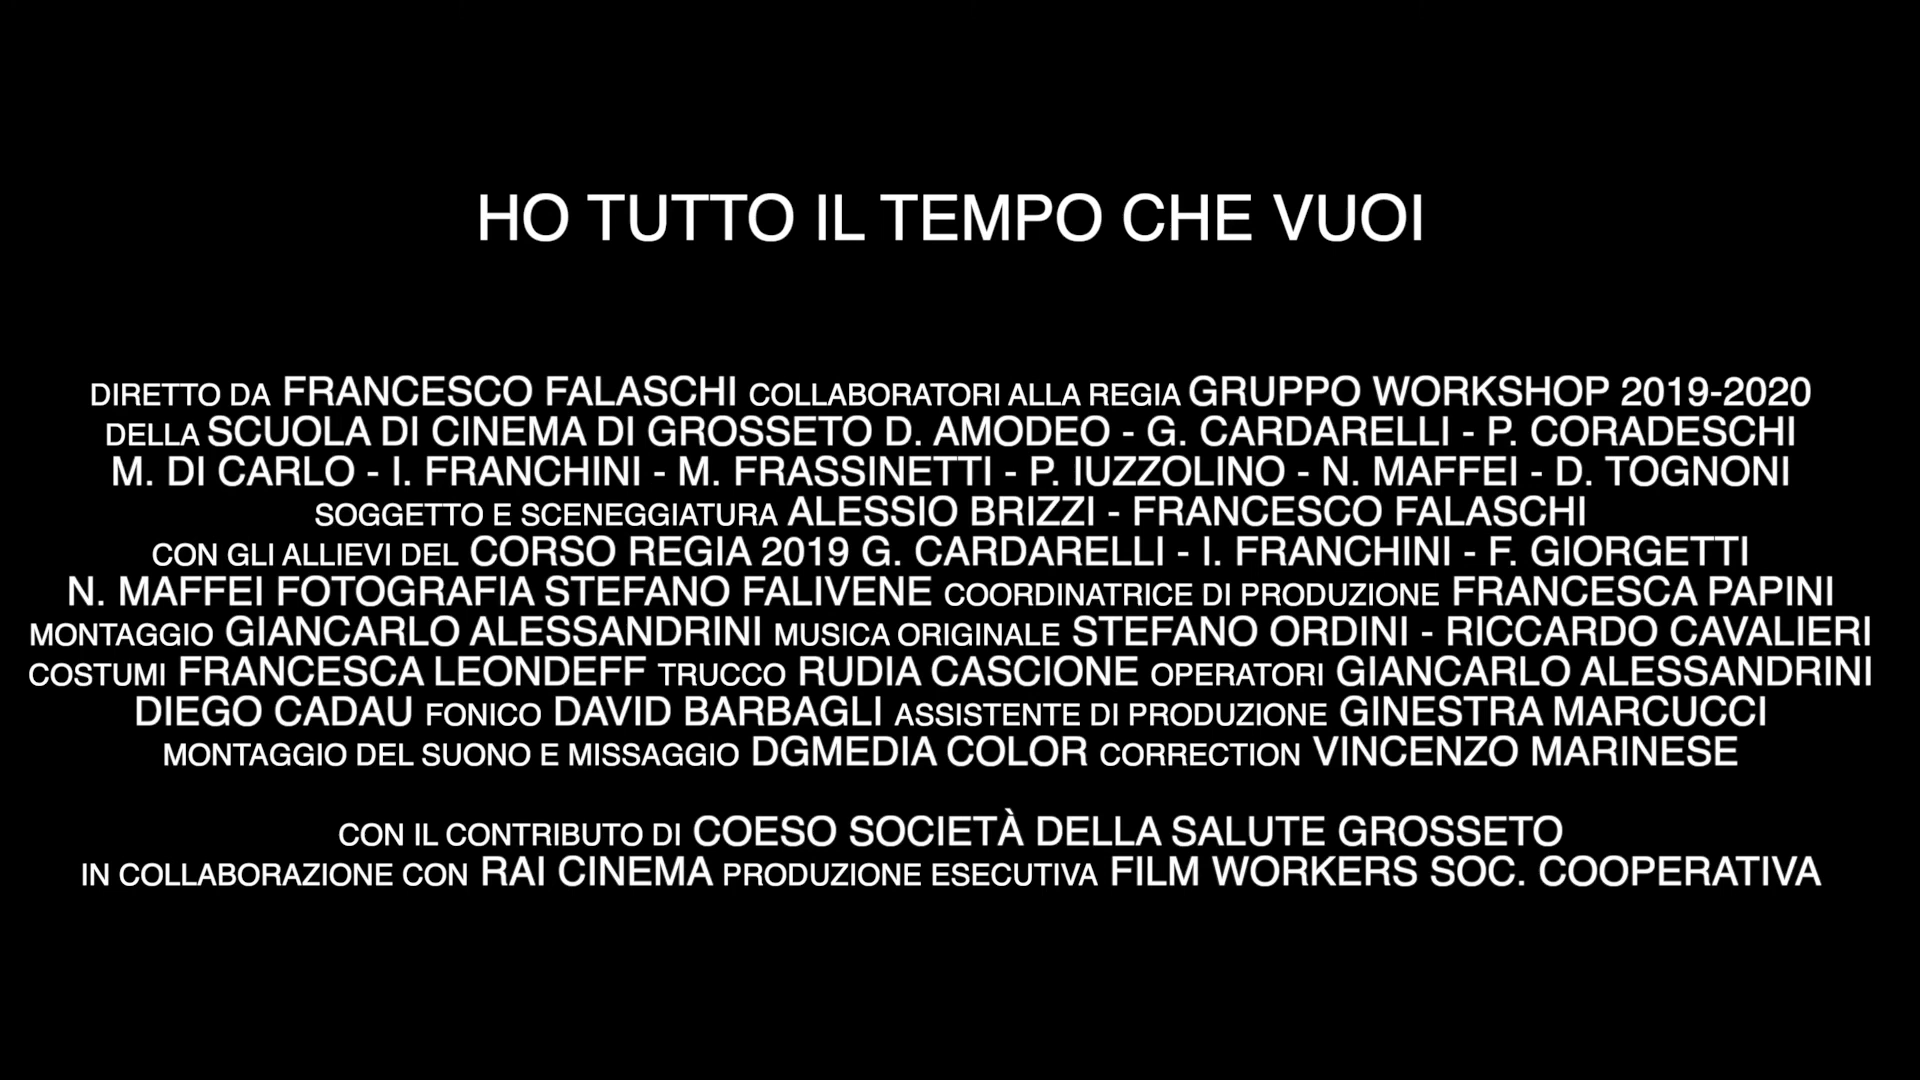 HO TUTTO IL TEMPO CHE VUOI
DIRETTO DA FRANCESCO FALASCHI COLLABORATORI ALLA REGIA GRUPPO WORKSHOP 2019-2020
DELLA SCUOLA DI CINEMA DI GROSSETO D. AMODEO - G. CARDARELLI - P. CORADESCHI
M. DI CARLO - I. FRANCHINI - M. FRASSINETTI - P. IUZZOLINO - N. MAFFEI - D. TOGNONI
SOGGETTO E SCENEGGIATURA ALESSIO BRIZZI - FRANCESCO FALASCHI
CON GLI ALLIEVI DEL CORSO REGIA 2019 G. CARDARELLI - I. FRANCHINI - F. GIORGETTI
N. MAFFEI FOTOGRAFIA STEFANO FALIVENE COORDINATRICE DI PRODUZIONE FRANCESCA PAPINI
MONTAGGIO GIANCARLO ALESSANDRINI MUSICA ORIGINALE STEFANO ORDINI - RICCARDO CAVALIERI
COSTUMI FRANCESCA LEONDEFF TRUCCO RUDIA CASCIONE OPERATORI GIANCARLO ALESSANDRINI
DIEGO CADAU FONICO DAVID BARBAGLI ASSISTENTE DI PRODUZIONE GINESTRA MARCUCCI
MONTAGGIO DEL SUONO E MISSAGGIO DGMEDIA COLOR CORRECTION VINCENZO MARINESE
CON IL CONTRIBUTO DI COESO SOCIETÀ DELLA SALUTE GROSSETO
IN COLLABORAZIONE CON RAI CINEMA PRODUZIONE ESECUTIVA FILM WORKERS SOC. COOPERATIVA